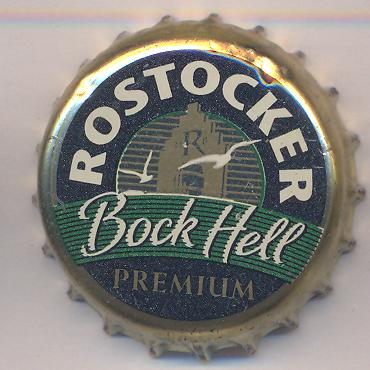 ROSTOCKER
R
Bock Hell
PREMIUM